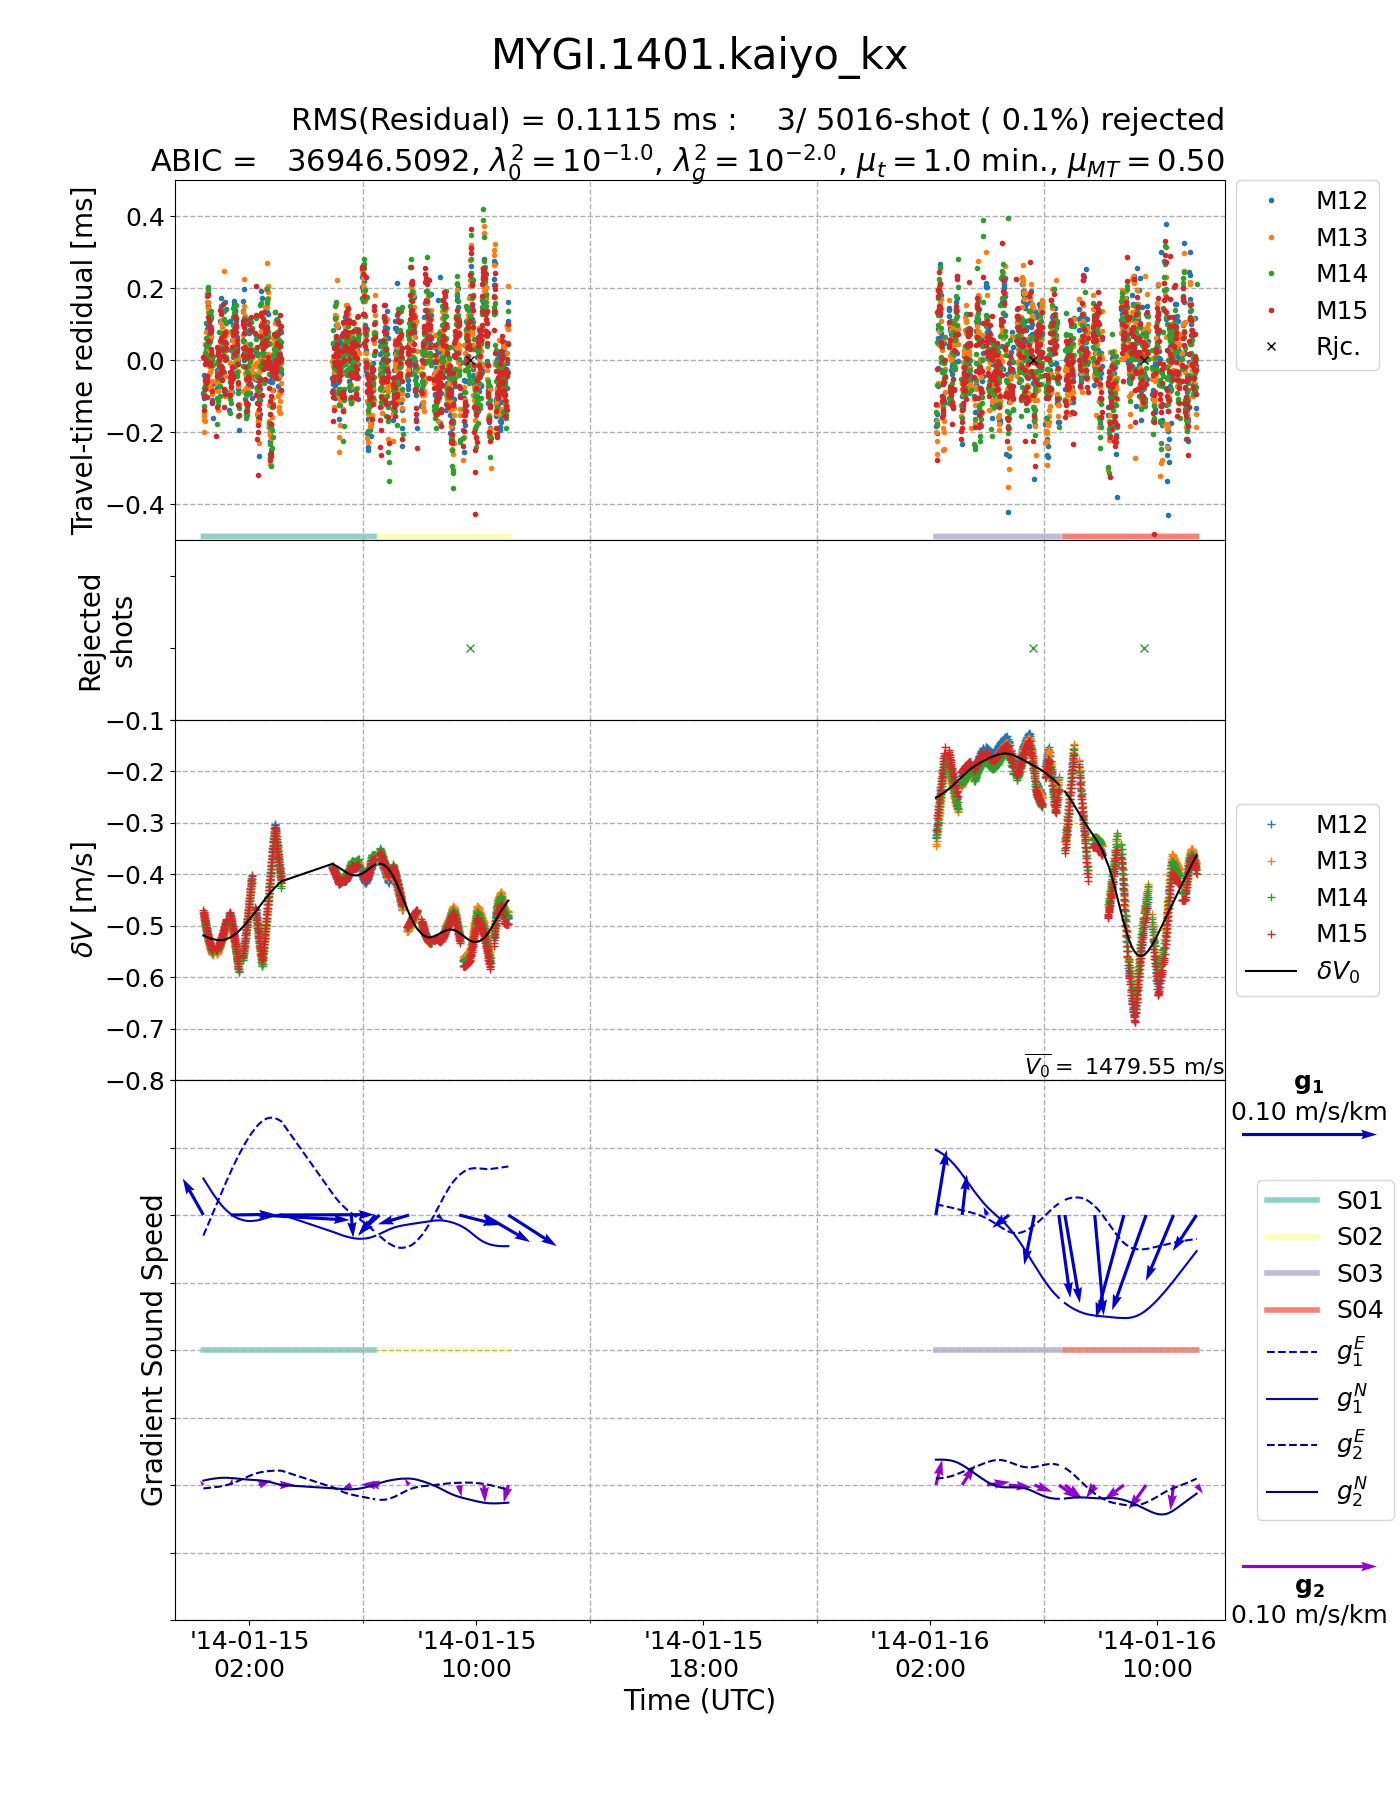 MYGI.1401.kaiyo_kx
RMS(Residual) = 0.1115 ms :    3/ 5016-shot ( 0.1%) rejected
ABIC =   36946.5092, λ₀² = 10⁻¹·⁰, λ_g² = 10⁻²·⁰, μ_t = 1.0 min., μ_MT = 0.50
Travel-time redidual [ms]
0.4
0.2
0.0
−0.2
−0.4
M12
M13
M14
M15
Rjc.
Rejected
shots
δV [m/s]
−0.1
−0.2
−0.3
−0.4
−0.5
−0.6
−0.7
−0.8
M12
M13
M14
M15
δV₀
V̅₀ = 1479.55 m/s
Gradient Sound Speed
g₁
0.10 m/s/km
S01
S02
S03
S04
g₁ᴱ
g₁ᴺ
g₂ᴱ
g₂ᴺ
g₂
0.10 m/s/km
'14-01-15
02:00
'14-01-15
10:00
'14-01-15
18:00
'14-01-16
02:00
'14-01-16
10:00
Time (UTC)